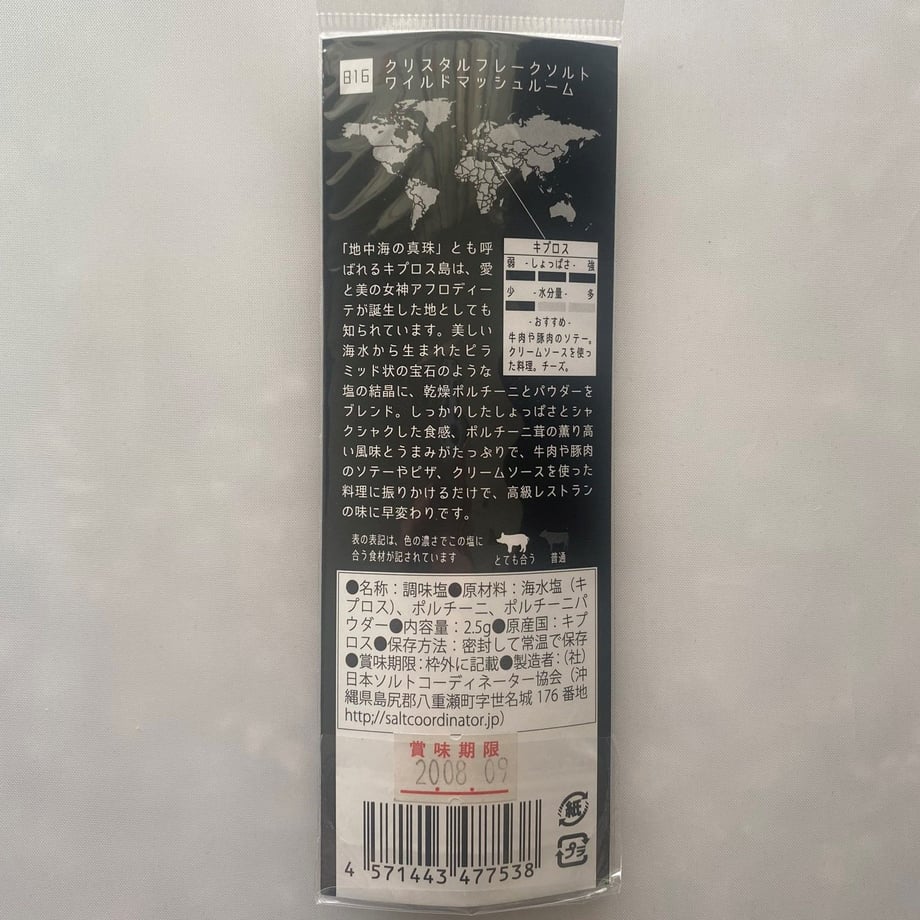 816
クリスタルフレークソルト
ワイルドマッシュルーム
キプロス
弱 -しょっぱさ- 強
少 -水分量- 多
-おすすめ-
牛肉や豚肉のソテー。
クリームソースを使っ
た料理。チーズ。
「地中海の真珠」とも呼
ばれるキプロス島は、愛
と美の女神アフロディー
テが誕生した地としても
知られています。美しい
海水から生まれたピラ
ミッド状の宝石のような
塩の結晶に、乾燥ポルチーニとパウダーを
ブレンド。しっかりしたしょっぱさとシャ
クシャクした食感、ポルチーニ茸の薫り高
い風味とうまみがたっぷりで、牛肉や豚肉
のソテーやピザ、クリームソースを使った
料理に振りかけるだけで、高級レストラン
の味に早変わりです。
表の表記は、色の濃さでこの塩に
合う食材が記されています
とても合う 普通
●名称：調味塩●原材料：海水塩（キ
プロス）、ポルチーニ、ポルチーニパ
ウダー●内容量：2.5g●原産国：キプ
ロス●保存方法：密封して常温で保存
●賞味期限：枠外に記載●製造者：（社）
日本ソルトコーディネーター協会（沖
縄県島尻郡八重瀬町字世名城 176 番地
http://saltcoordinator.jp）
賞味期限
2008.09
紙
プラ
4 571443 477538